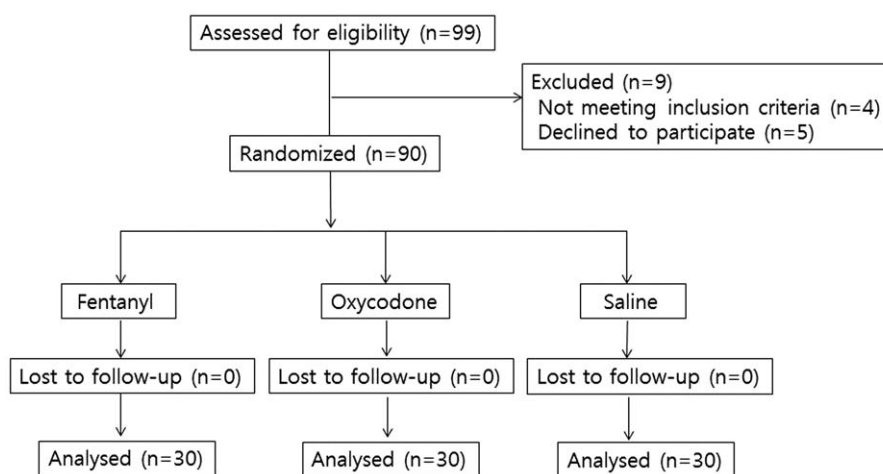 Assessed for eligibility (n=99)
Excluded (n=9)
Not meeting inclusion criteria (n=4)
Declined to participate (n=5)
Randomized (n=90)
Fentanyl
Oxycodone
Saline
Lost to follow-up (n=0)
Lost to follow-up (n=0)
Lost to follow-up (n=0)
Analysed (n=30)
Analysed (n=30)
Analysed (n=30)